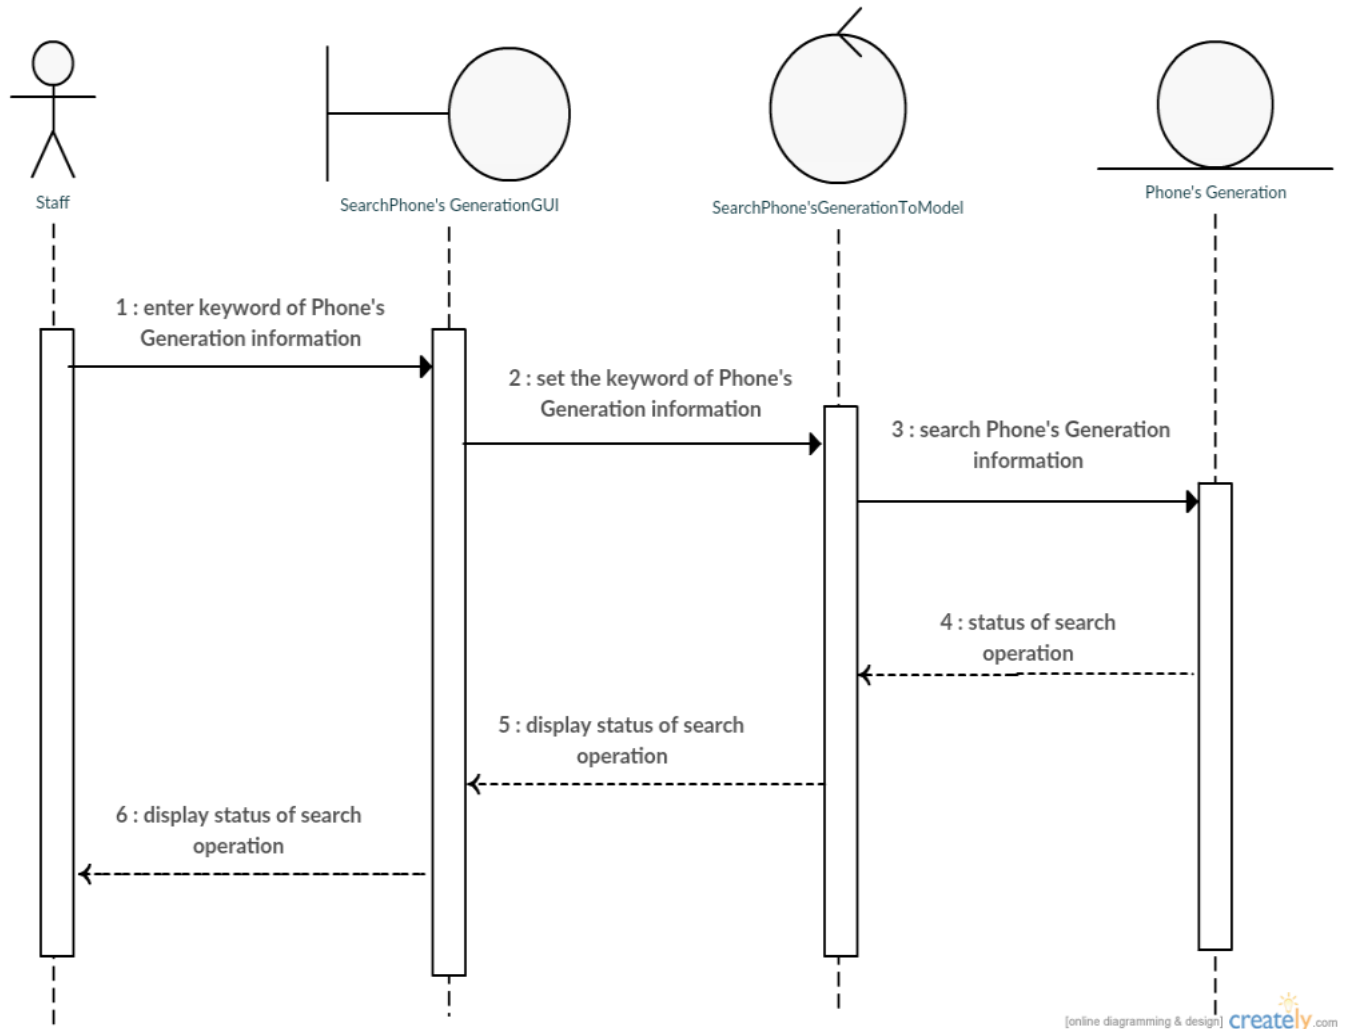 Staff
SearchPhone's GenerationGUI
SearchPhone'sGenerationToModel
Phone's Generation
1 : enter keyword of Phone's
Generation information
2 : set the keyword of Phone's
Generation information
3 : search Phone's Generation
information
4 : status of search
operation
5 : display status of search
operation
6 : display status of search
operation
[online diagramming & design] creately.com